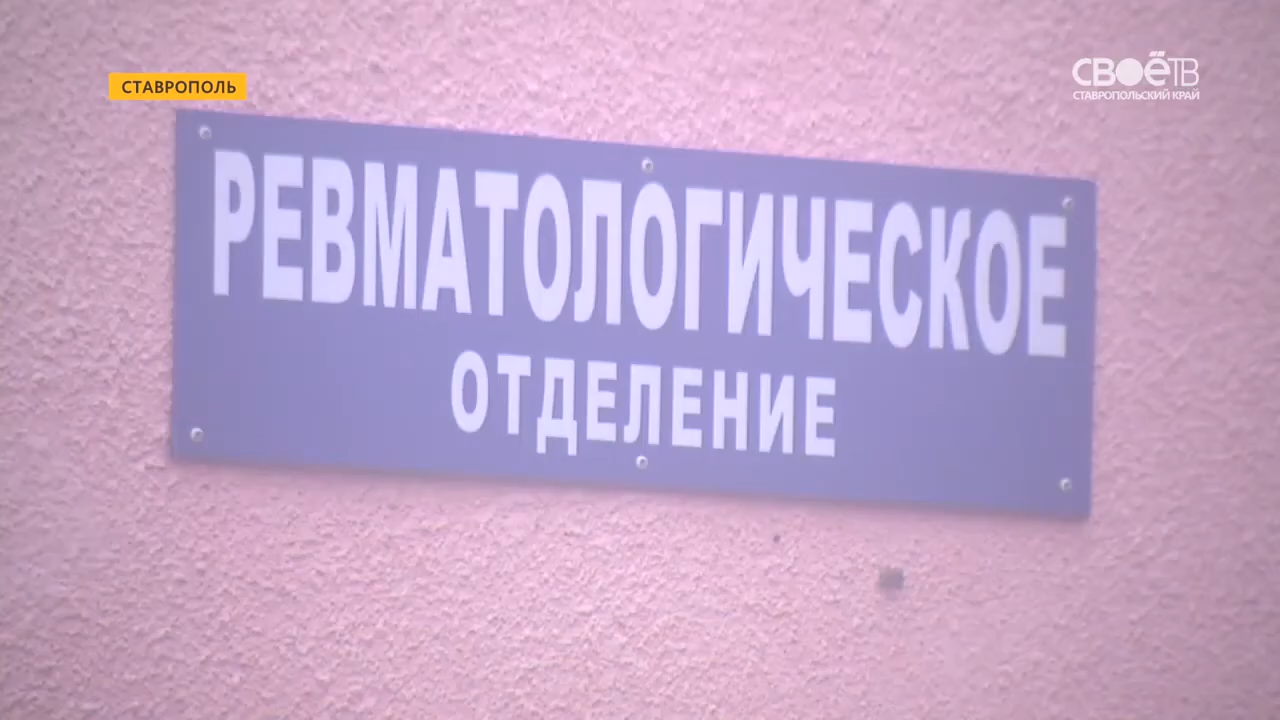 СТАВРОПОЛЬ
СВОЁТВ
СТАВРОПОЛЬСКИЙ КРАЙ
РЕВМАТОЛОГИЧЕСКОЕ
ОТДЕЛЕНИЕ